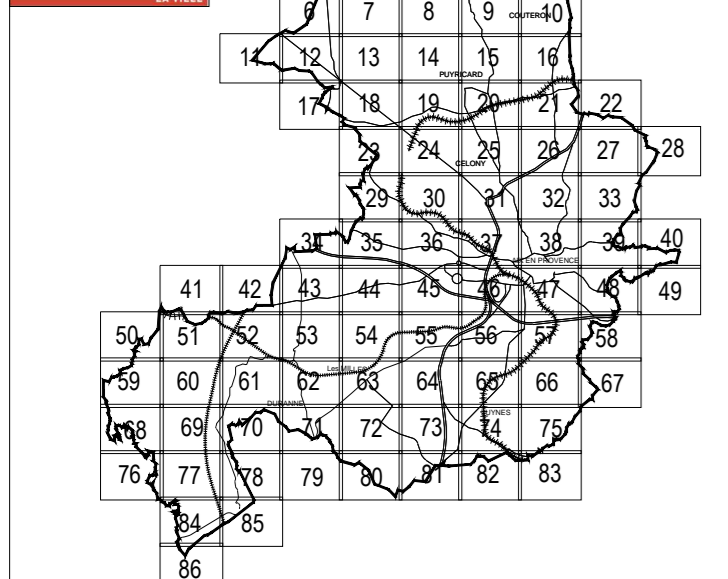 LA VILLE
6 7 8 9 10
COUTERON
11 12 13 14 15 16
PUYRICARD
17 18 19 20 21 22
23 24 25 26 27 28
CELONY
29 30 31 32 33
34 35 36 37 38 39 40
EN PROVENCE
41 42 43 44 45 46 47 48 49
50 51 52 53 54 55 56 57 58
Les MILLES
59 60 61 62 63 64 65 66 67
DURANNE
LUYNES
68 69 70 71 72 73 74 75
76 77 78 79 80 81 82 83
84 85
86